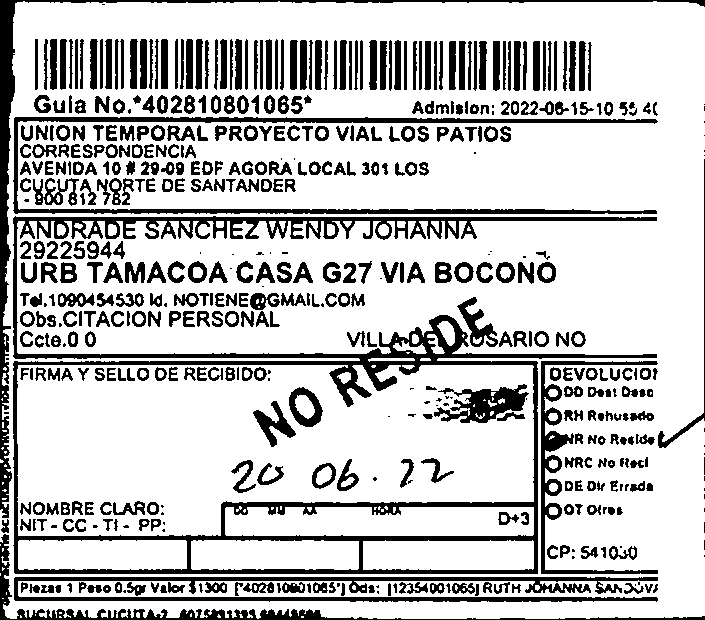 Guia No.*402810801065*
Admision: 2022-06-15-10 55 40
UNION TEMPORAL PROYECTO VIAL LOS PATIOS
CORRESPONDENCIA
AVENIDA 10 # 29-09 EDF AGORA LOCAL 301 LOS
CUCUTA NORTE DE SANTANDER
- 900 812 782
ANDRADE SANCHEZ WENDY JOHANNA
29225944
URB TAMACOA CASA G27 VIA BOCONO
Tel.1090454530 Id. NOTIENE@GMAIL.COM
Obs.CITACION PERSONAL
Ccte.0 0 VILLA DEL ROSARIO NO
NO RESIDE
FIRMA Y SELLO DE RECIBIDO:
20 06 . 22
NOMBRE CLARO:
NIT - CC - TI - PP:
DD MM AA HORA
D+3
DEVOLUCION
DD Dest Desc
RH Rehusado
NR No Reside
NRC No Recl
DE Dir Errada
OT Otros
CP: 541030
Piezas 1 Peso 0.5gr Valor $1300 [*402810801065*] Ods: [12354001065] RUTH JOHANNA SANDOVA
SUCURSAL CUCUTA-2